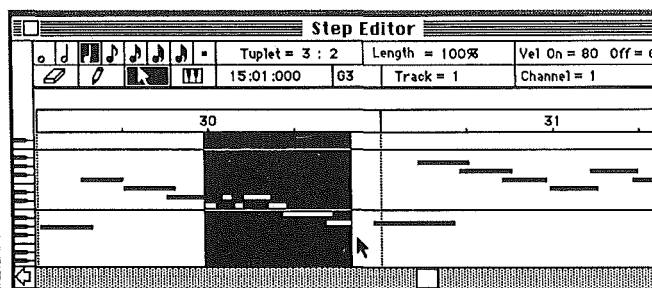 Step Editor
Tuplet = 3 : 2 Length = 100% Vel On = 80 Off =
15:01:000 G3 Track = 1 Channel = 1
30 31